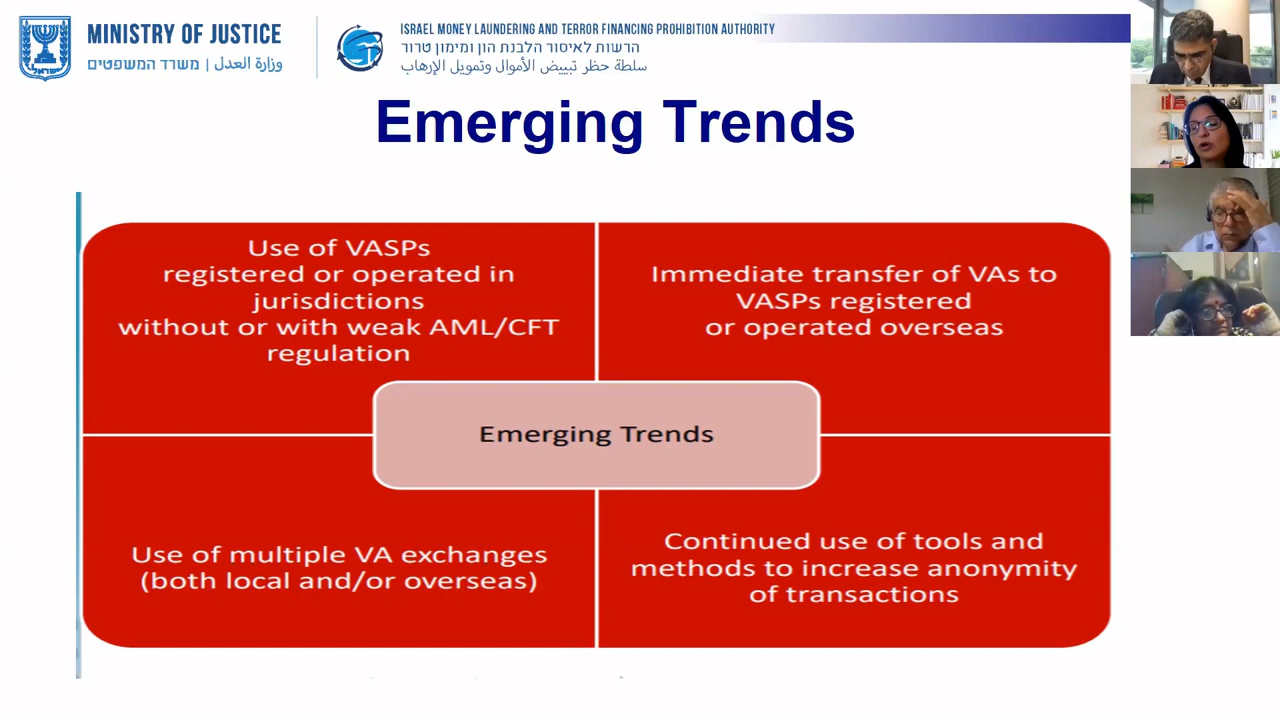 MINISTRY OF JUSTICE
משרד המשפטים | وزارة العدل
ISRAEL MONEY LAUNDERING AND TERROR FINANCING PROHIBITION AUTHORITY
הרשות לאיסור הלבנת הון ומימון טרור
سلطة حظر تبييض الأموال وتمويل الإرهاب
Emerging Trends
Use of VASPs
registered or operated in
jurisdictions
without or with weak AML/CFT
regulation
Immediate transfer of VAs to
VASPs registered
or operated overseas
Emerging Trends
Use of multiple VA exchanges
(both local and/or overseas)
Continued use of tools and
methods to increase anonymity
of transactions